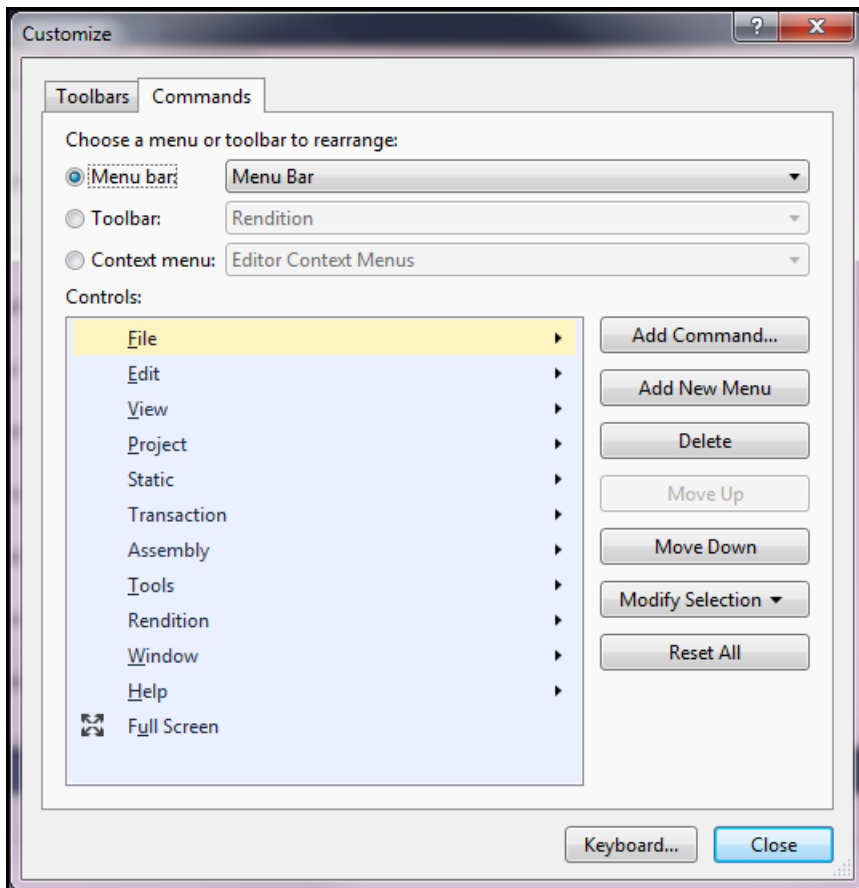 Customize
Toolbars Commands
Choose a menu or toolbar to rearrange:
Menu bar: Menu Bar
Toolbar: Rendition
Context menu: Editor Context Menus
Controls:
File
Edit
View
Project
Static
Transaction
Assembly
Tools
Rendition
Window
Help
Full Screen
Add Command...
Add New Menu
Delete
Move Up
Move Down
Modify Selection
Reset All
Keyboard... Close